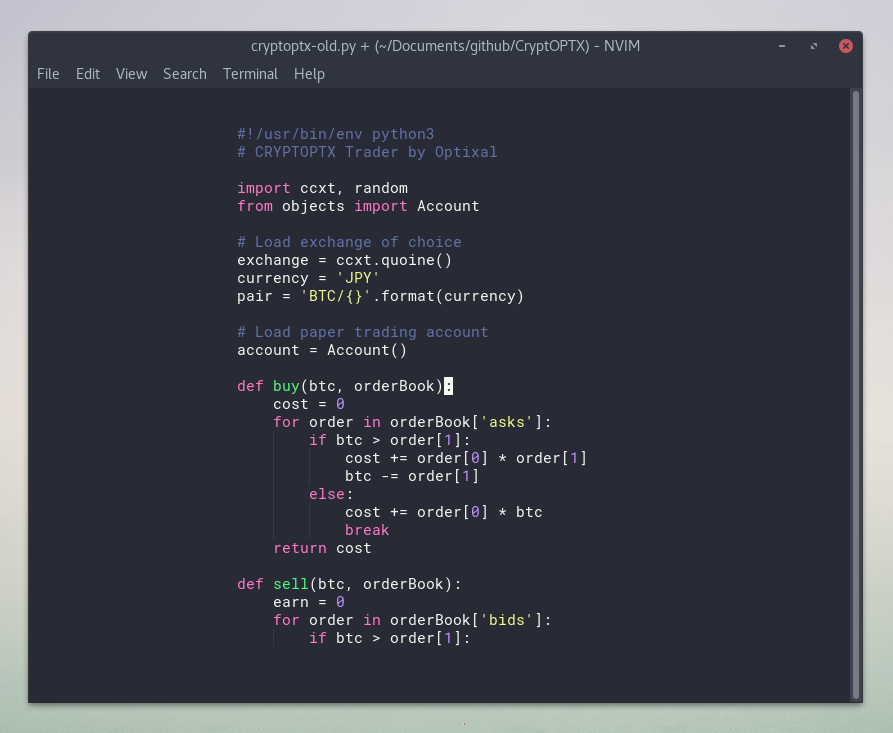 cryptoptx-old.py + (~/Documents/github/CryptOPTX) - NVIM
File Edit View Search Terminal Help
#!/usr/bin/env python3
# CRYPTOPTX Trader by Optixal
import ccxt, random
from objects import Account
# Load exchange of choice
exchange = ccxt.quoine()
currency = 'JPY'
pair = 'BTC/{}'.format(currency)
# Load paper trading account
account = Account()
def buy(btc, orderBook):
    cost = 0
    for order in orderBook['asks']:
        if btc > order[1]:
            cost += order[0] * order[1]
            btc -= order[1]
        else:
            cost += order[0] * btc
            break
    return cost
def sell(btc, orderBook):
    earn = 0
    for order in orderBook['bids']:
        if btc > order[1]: